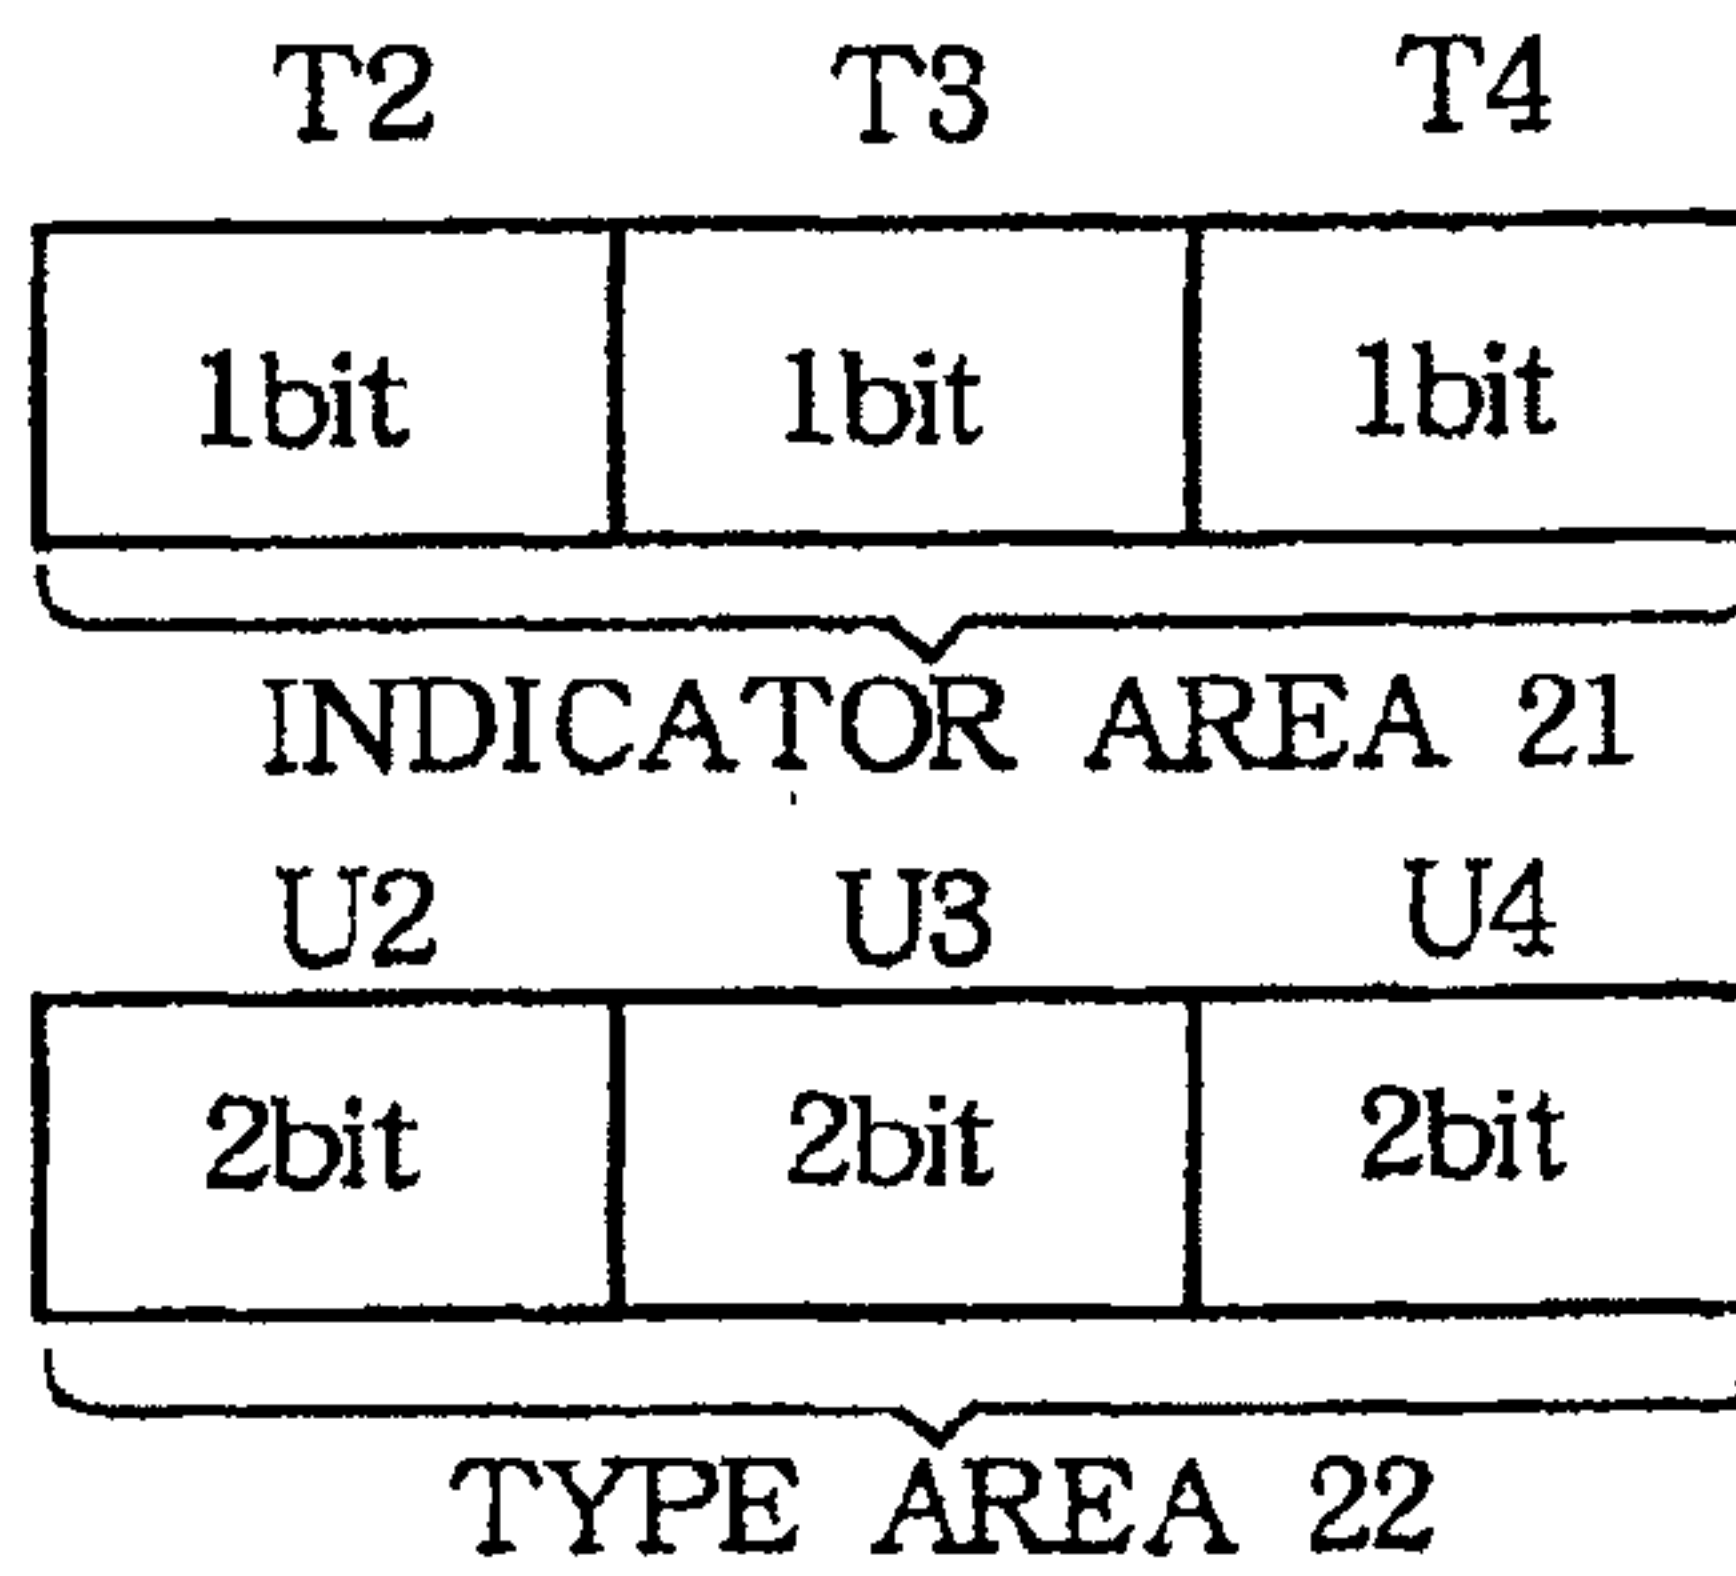 T2 T3 T4
1bit 1bit 1bit
INDICATOR AREA 21
U2 U3 U4
2bit 2bit 2bit
TYPE AREA 22